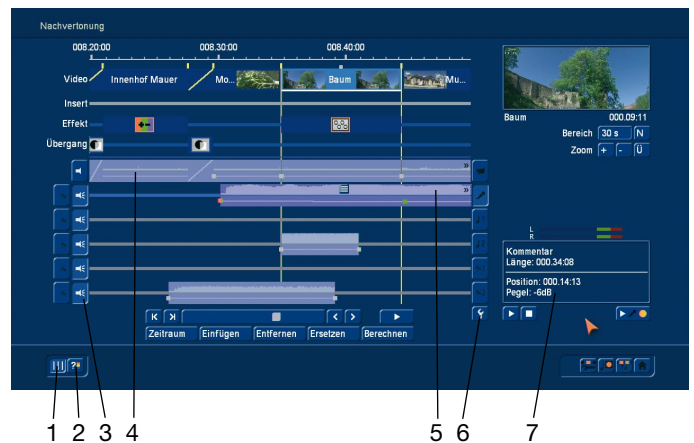 Nachvertonung
008.20:00 008.30:00 008.40:00
Video Innenhof Mauer Mo... Baum Mu...
Insert
Effekt
Übergang
Baum 000.09:11
Bereich 30 s N
Zoom + - Ü
L
R
Kommentar
Länge: 000.34:08
Position: 000.14:13
Pegel: -6dB
Zeitraum Einfügen Entfernen Ersetzen Berechnen
1 2 3 4 5 6 7